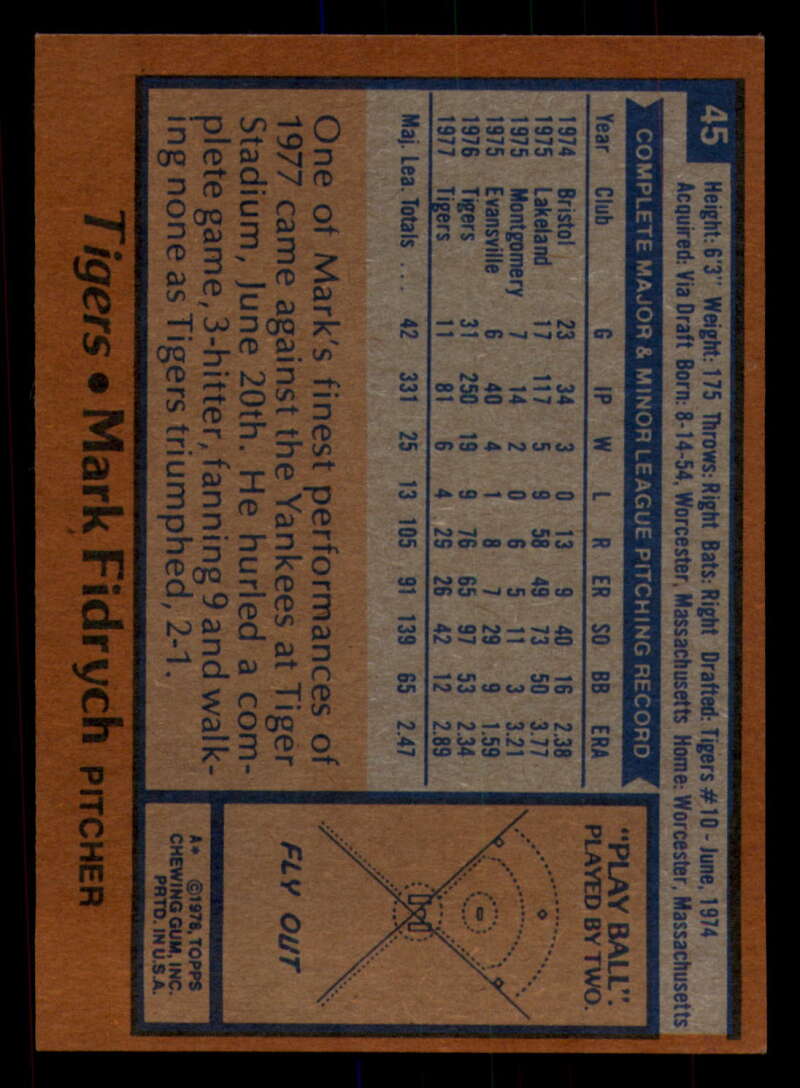 45
Height: 6'3" Weight: 175 Throws: Right Bats: Right Drafted: Tigers #10 - June, 1974
Acquired: Via Draft Born: 8-14-54, Worcester, Massachusetts Home: Worcester, Massachusetts
COMPLETE MAJOR & MINOR LEAGUE PITCHING RECORD
Year Club G IP W L R ER SO BB ERA
1974 Bristol 23 34 3 0 13 9 40 16 2.38
1975 Lakeland 17 117 5 9 58 49 73 50 3.77
1975 Montgomery 7 14 2 0 6 5 11 3 3.21
1975 Evansville 6 40 4 1 8 7 29 9 1.59
1976 Tigers 31 250 19 9 76 65 97 53 2.34
1977 Tigers 11 81 6 4 29 26 42 12 2.89
Maj. Lea. Totals .... 42 331 25 13 105 91 139 65 2.47
One of Mark's finest performances of
1977 came against the Yankees at Tiger
Stadium, June 20th. He hurled a com-
plete game, 3-hitter, fanning 9 and walk-
ing none as Tigers triumphed, 2-1.
"PLAY BALL":
PLAYED BY TWO.
FLY OUT
A* ©1978, TOPPS
CHEWING GUM, INC.
PRTD. IN U.S.A.
Tigers • Mark Fidrych PITCHER